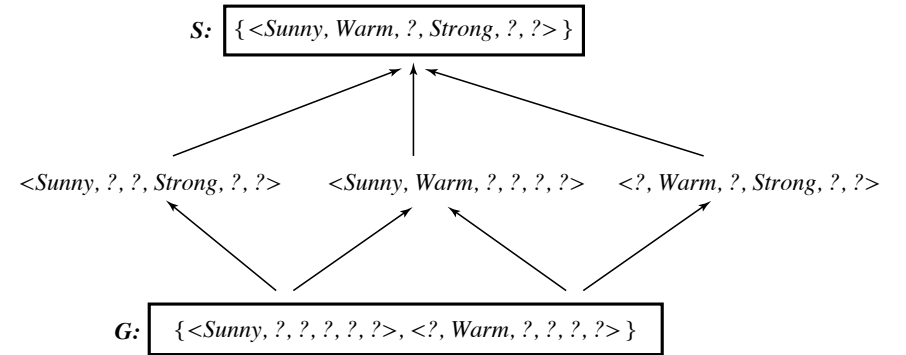 S: {<Sunny, Warm, ?, Strong, ?, ?>}
<Sunny, ?, ?, Strong, ?, ?> <Sunny, Warm, ?, ?, ?, ?> <?, Warm, ?, Strong, ?, ?>
G: {<Sunny, ?, ?, ?, ?, ?>, <?, Warm, ?, ?, ?, ?>}